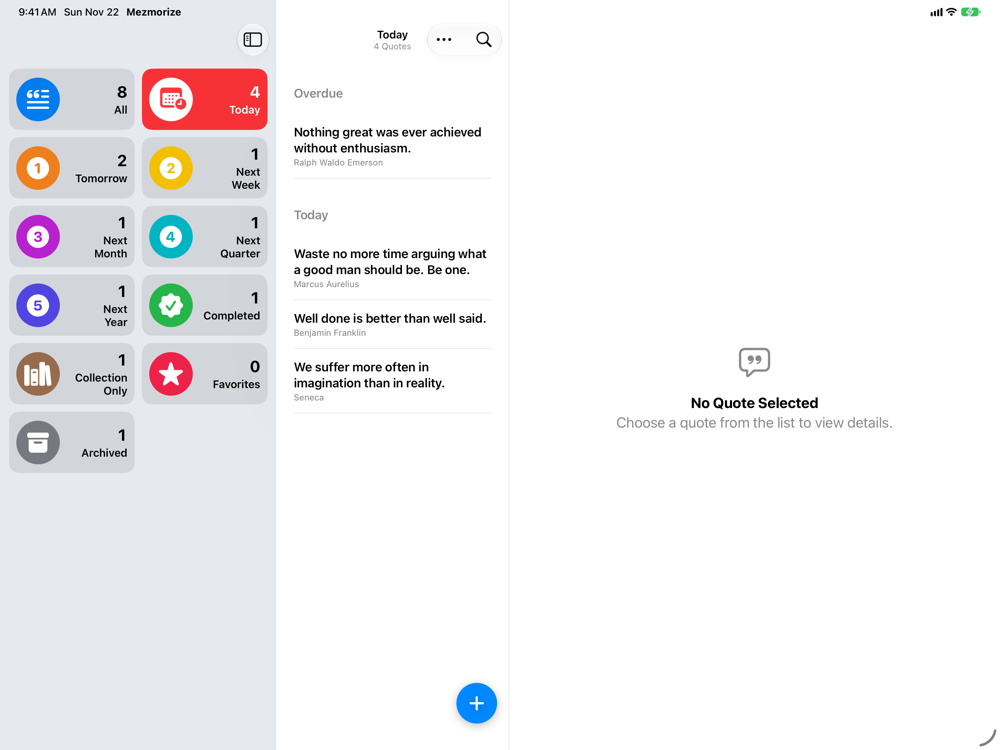 9:41 AM Sun Nov 22 Mezmorize
8
All
4
Today
1
2
Tomorrow
2
1
Next
Week
3
1
Next
Month
4
1
Next
Quarter
5
1
Next
Year
1
Completed
1
Collection
Only
0
Favorites
1
Archived
Today
4 Quotes
Overdue
Nothing great was ever achieved
without enthusiasm.
Ralph Waldo Emerson
Today
Waste no more time arguing what
a good man should be. Be one.
Marcus Aurelius
Well done is better than well said.
Benjamin Franklin
We suffer more often in
imagination than in reality.
Seneca
No Quote Selected
Choose a quote from the list to view details.